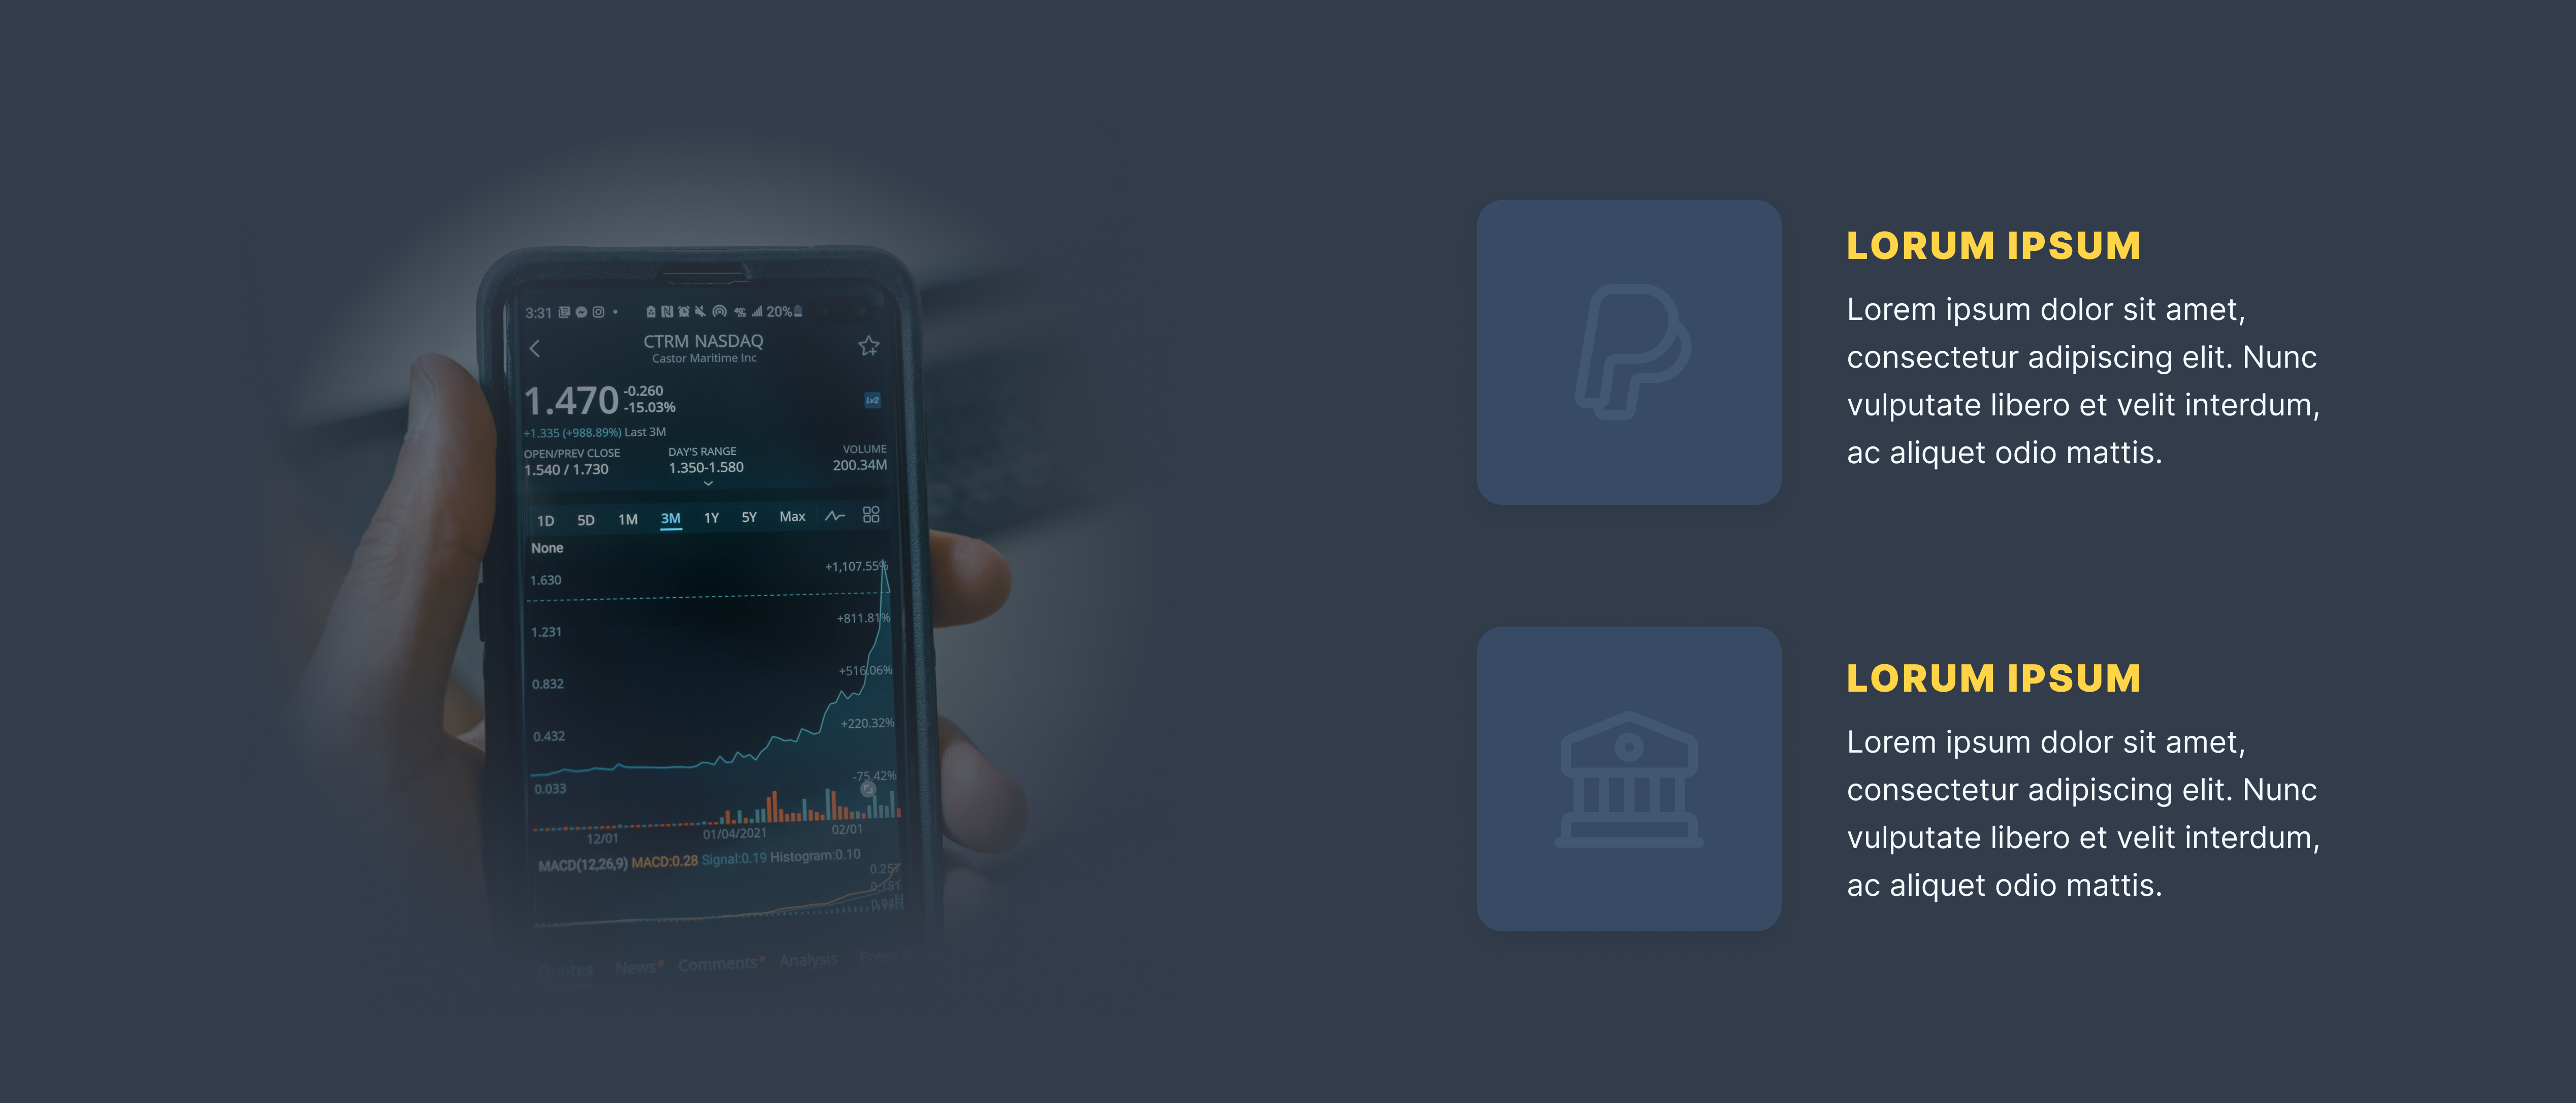 3:31 20%
CTRM NASDAQ
Castor Maritime Inc
1.470 -0.260
-15.03%
Lv2
+1.335 (+988.89%) Last 3M
OPEN/PREV CLOSE DAY'S RANGE VOLUME
1.540 / 1.730 1.350-1.580 200.34M
1D 5D 1M 3M 1Y 5Y Max
None
+1,107.55%
1.630
+811.81%
1.231
+516.06%
0.832
+220.32%
0.432
-75.42%
0.033
12/01 01/04/2021 02/01
MACD(12,26,9) MACD:0.28 Signal:0.19 Histogram:0.10
0.257
0.151
Quotes News Comments Analysis
LORUM IPSUM
Lorem ipsum dolor sit amet,
consectetur adipiscing elit. Nunc
vulputate libero et velit interdum,
ac aliquet odio mattis.
LORUM IPSUM
Lorem ipsum dolor sit amet,
consectetur adipiscing elit. Nunc
vulputate libero et velit interdum,
ac aliquet odio mattis.